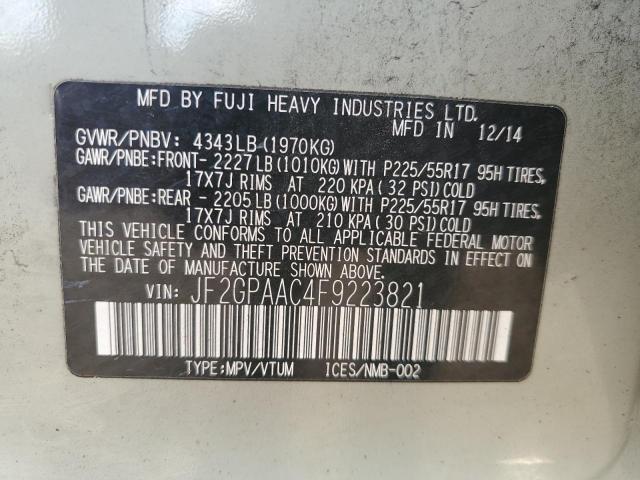 MFD BY FUJI HEAVY INDUSTRIES LTD.
MFD IN 12/14
GVWR/PNBV: 4343LB(1970KG)
GAWR/PNBE:FRONT- 2227LB(1010KG)WITH P225/55R17 95H TIRES,
17X7J RIMS AT 220 KPA(32 PSI)COLD
GAWR/PNBE:REAR - 2205LB(1000KG)WITH P225/55R17 95H TIRES,
17X7J RIMS AT 210 KPA(30 PSI)COLD
THIS VEHICLE CONFORMS TO ALL APPLICABLE FEDERAL MOTOR
VEHICLE SAFETY AND THEFT PREVENTION STANDARDS IN EFFECT
ON THE DATE OF MANUFACTURE SHOWN ABOVE.
VIN: JF2GPAAC4F9223821
TYPE:MPV/VTUM ICES/NMB-002